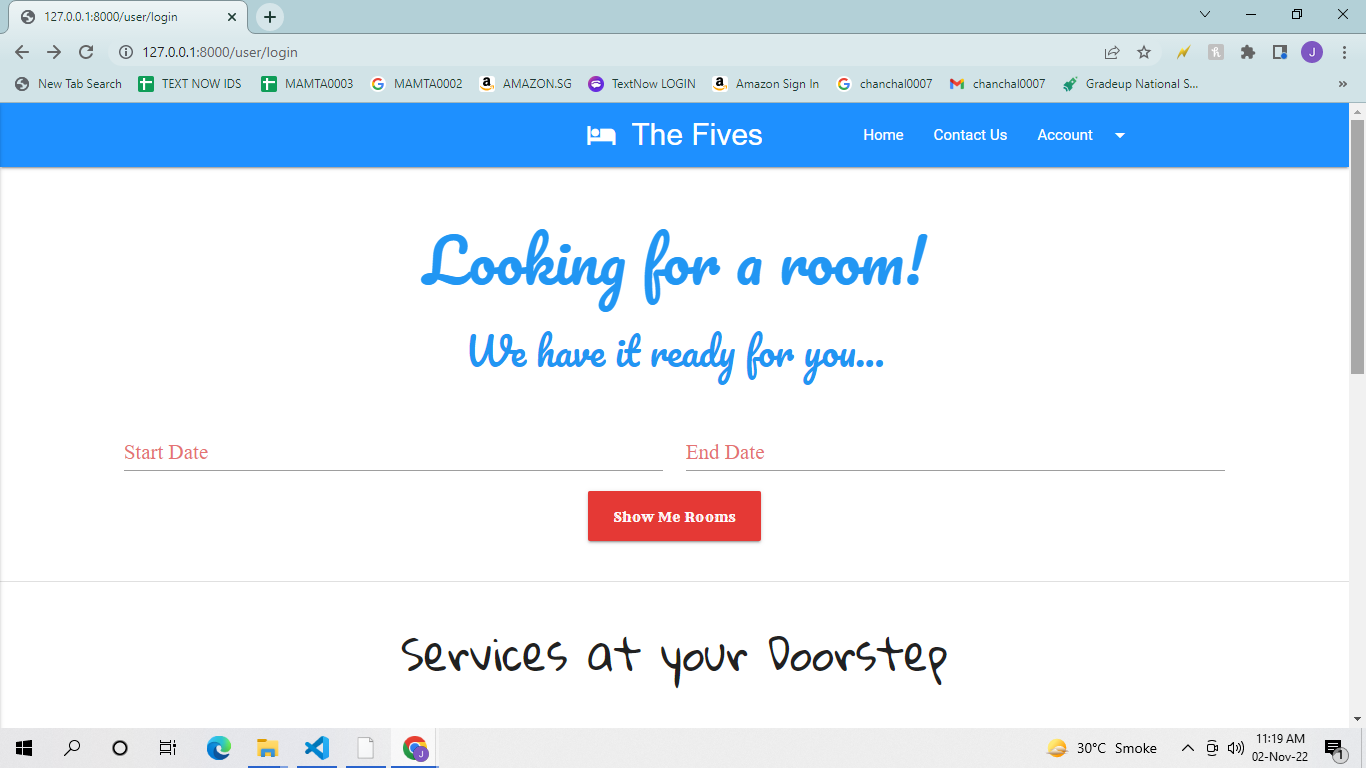 127.0.0.1:8000/user/login
127.0.0.1:8000/user/login
J
New Tab Search TEXT NOW IDS MAMTA0003 MAMTA0002 AMAZON.SG TextNow LOGIN Amazon Sign In chanchal0007 chanchal0007 Gradeup National S...
The Fives Home Contact Us Account
Looking for a room!
We have it ready for you...
Start Date End Date
Show Me Rooms
Services at your Doorstep
30°C Smoke 11:19 AM
02-Nov-22
1